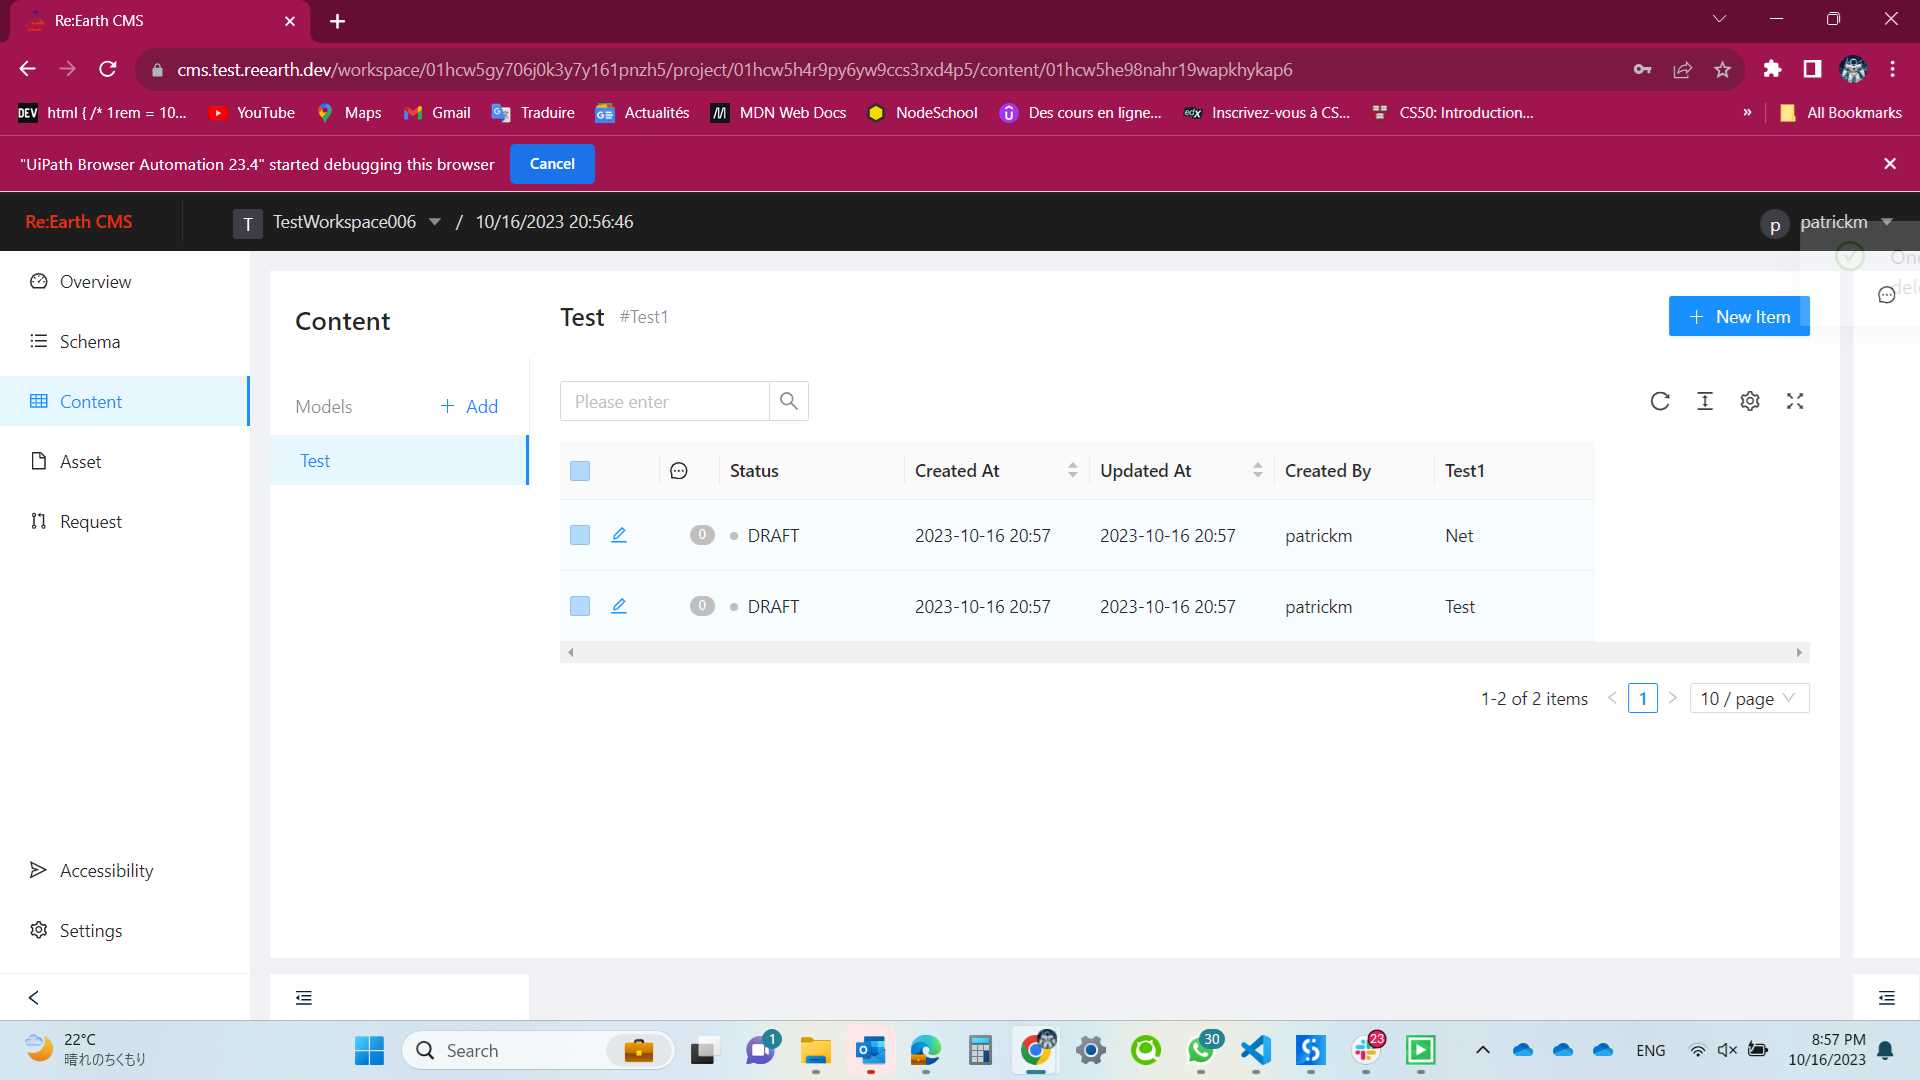 Re:Earth CMS
cms.test.reearth.dev/workspace/01hcw5gy706j0k3y7y161pnzh5/project/01hcw5h4r9py6yw9ccs3rxd4p5/content/01hcw5he98nahr19wapkhykap6
DEV html { /* 1rem = 10... YouTube Maps Gmail Traduire Actualités MDN Web Docs NodeSchool Des cours en ligne... edX Inscrivez-vous à CS... CS50: Introduction... » All Bookmarks
"UiPath Browser Automation 23.4" started debugging this browser Cancel
Re:Earth CMS T TestWorkspace006 / 10/16/2023 20:56:46 p patrickm
Overview
Schema
Content
Asset
Request
Accessibility
Settings
Content
Models + Add
Test
Test #Test1
+ New Item
Please enter
Status Created At Updated At Created By Test1
0 DRAFT 2023-10-16 20:57 2023-10-16 20:57 patrickm Net
0 DRAFT 2023-10-16 20:57 2023-10-16 20:57 patrickm Test
1-2 of 2 items < 1 > 10 / page
22°C
晴れのちくもり
Search
1
30
23
ENG
8:57 PM
10/16/2023